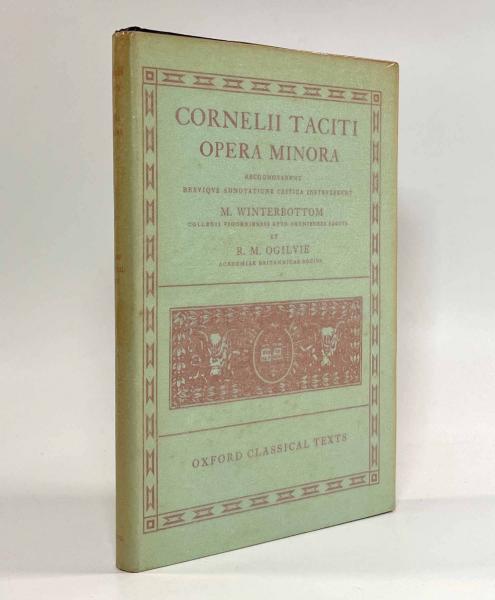 CORNELII TACITI
OPERA MINORA
RECOGNOVERVNT
BREVIQVE ADNOTATIONE CRITICA INSTRVXERVNT
M. WINTERBOTTOM
COLLEGII VIGORNIENSIS APVD OXONIENSES SOCIVS
ET
R. M. OGILVIE
ACADEMIAE BRITANNICAE SOCIVS
OXFORD CLASSICAL TEXTS